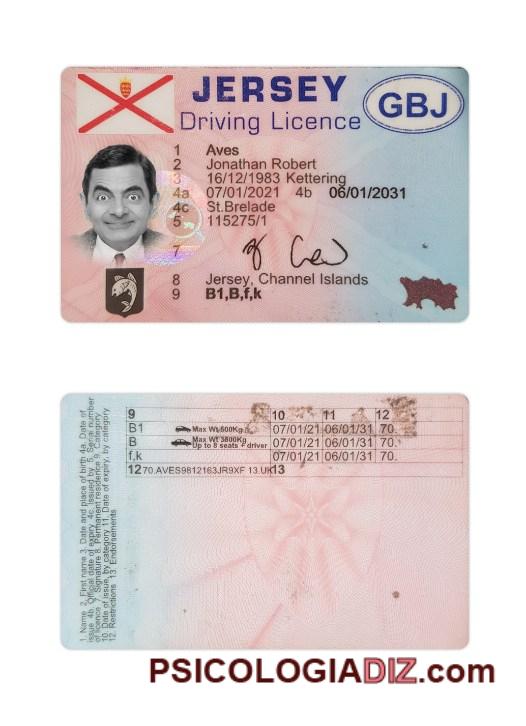 JERSEY
GBJ
Driving Licence
1 Aves
2 Jonathan Robert
3 16/12/1983 Kettering
4a 07/01/2021 4b 06/01/2031
4c St.Brelade
5 115275/1
7
8 Jersey, Channel Islands
9 B1,B,f,k
9 10 11 12
B1 Max Wt 500Kg 07/01/21 06/01/31 70.
B Max Wt 3500Kg Up to 8 seats + driver 07/01/21 06/01/31 70.
f,k 07/01/21 06/01/31 70.
12 70.AVES9812163JR9XF 13.UK 13
1. Name 2. First name 3. Date and place of birth 4a. Date of
issue 4b. Official date of expiry 4c. Issued by 5. Serial number
of licence 7. Signature 8. Permanent residence 9. Category
10. Date of issue, by category 11. Date of expiry, by category
12. Restrictions 13. Endorsements
PSICOLOGIADIZ.com